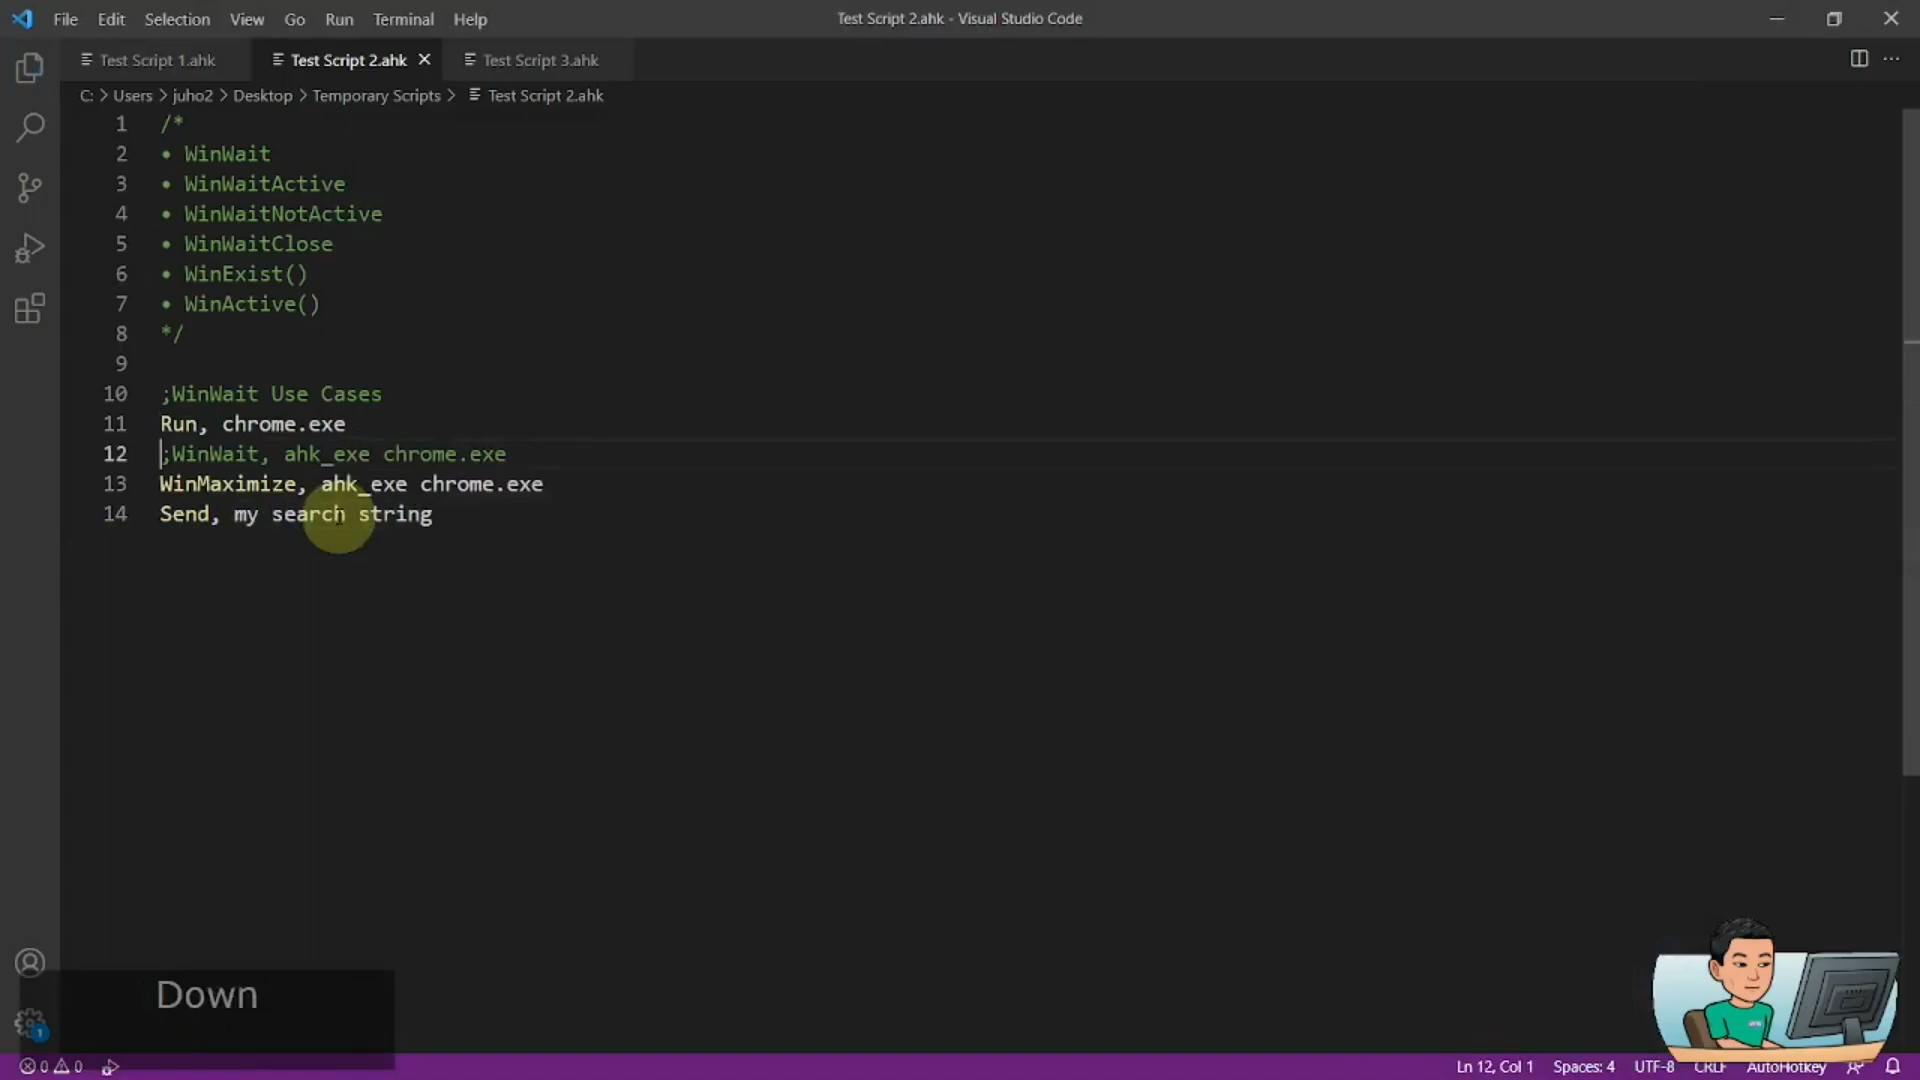 File Edit Selection View Go Run Terminal Help
Test Script 2.ahk - Visual Studio Code
Test Script 1.ahk
Test Script 2.ahk
Test Script 3.ahk
C: > Users > juho2 > Desktop > Temporary Scripts > Test Script 2.ahk
1 /*
2 • WinWait
3 • WinWaitActive
4 • WinWaitNotActive
5 • WinWaitClose
6 • WinExist()
7 • WinActive()
8 */
9
10 ;WinWait Use Cases
11 Run, chrome.exe
12 ;WinWait, ahk_exe chrome.exe
13 WinMaximize, ahk_exe chrome.exe
14 Send, my search string
Down
1
0 0
Ln 12, Col 1 Spaces: 4 UTF-8 CRLF AutoHotkey